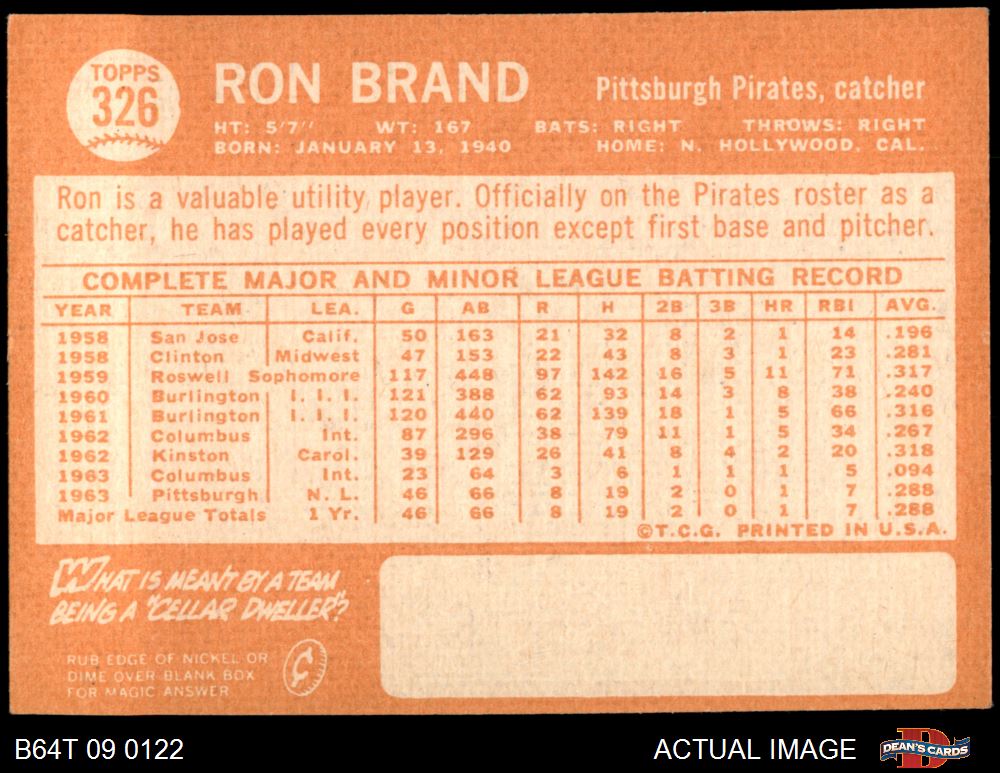 TOPPS
326
RON BRAND
Pittsburgh Pirates, catcher
HT: 5'7" WT: 167 BATS: RIGHT THROWS: RIGHT
BORN: JANUARY 13, 1940 HOME: N. HOLLYWOOD, CAL.
Ron is a valuable utility player. Officially on the Pirates roster as a
catcher, he has played every position except first base and pitcher.
COMPLETE MAJOR AND MINOR LEAGUE BATTING RECORD
YEAR TEAM LEA. G AB R H 2B 3B HR RBI AVG.
1958 San Jose Calif. 50 163 21 32 8 2 1 14 .196
1958 Clinton Midwest 47 153 22 43 8 3 1 23 .281
1959 Roswell Sophomore 117 448 97 142 16 5 11 71 .317
1960 Burlington I. I. I. 121 388 62 93 14 3 8 38 .240
1961 Burlington I. I. I. 120 440 62 139 18 1 5 66 .316
1962 Columbus Int. 87 296 38 79 11 1 5 34 .267
1962 Kinston Carol. 39 129 26 41 8 4 2 20 .318
1963 Columbus Int. 23 64 3 6 1 1 1 5 .094
1963 Pittsburgh N. L. 46 66 8 19 2 0 1 7 .288
Major League Totals 1 Yr. 46 66 8 19 2 0 1 7 .288
©T.C.G. PRINTED IN U.S.A.
WHAT IS MEANT BY A TEAM
BEING A "CELLAR DWELLER"?
RUB EDGE OF NICKEL OR
DIME OVER BLANK BOX
FOR MAGIC ANSWER
B64T 09 0122
ACTUAL IMAGE
DEAN'S CARDS